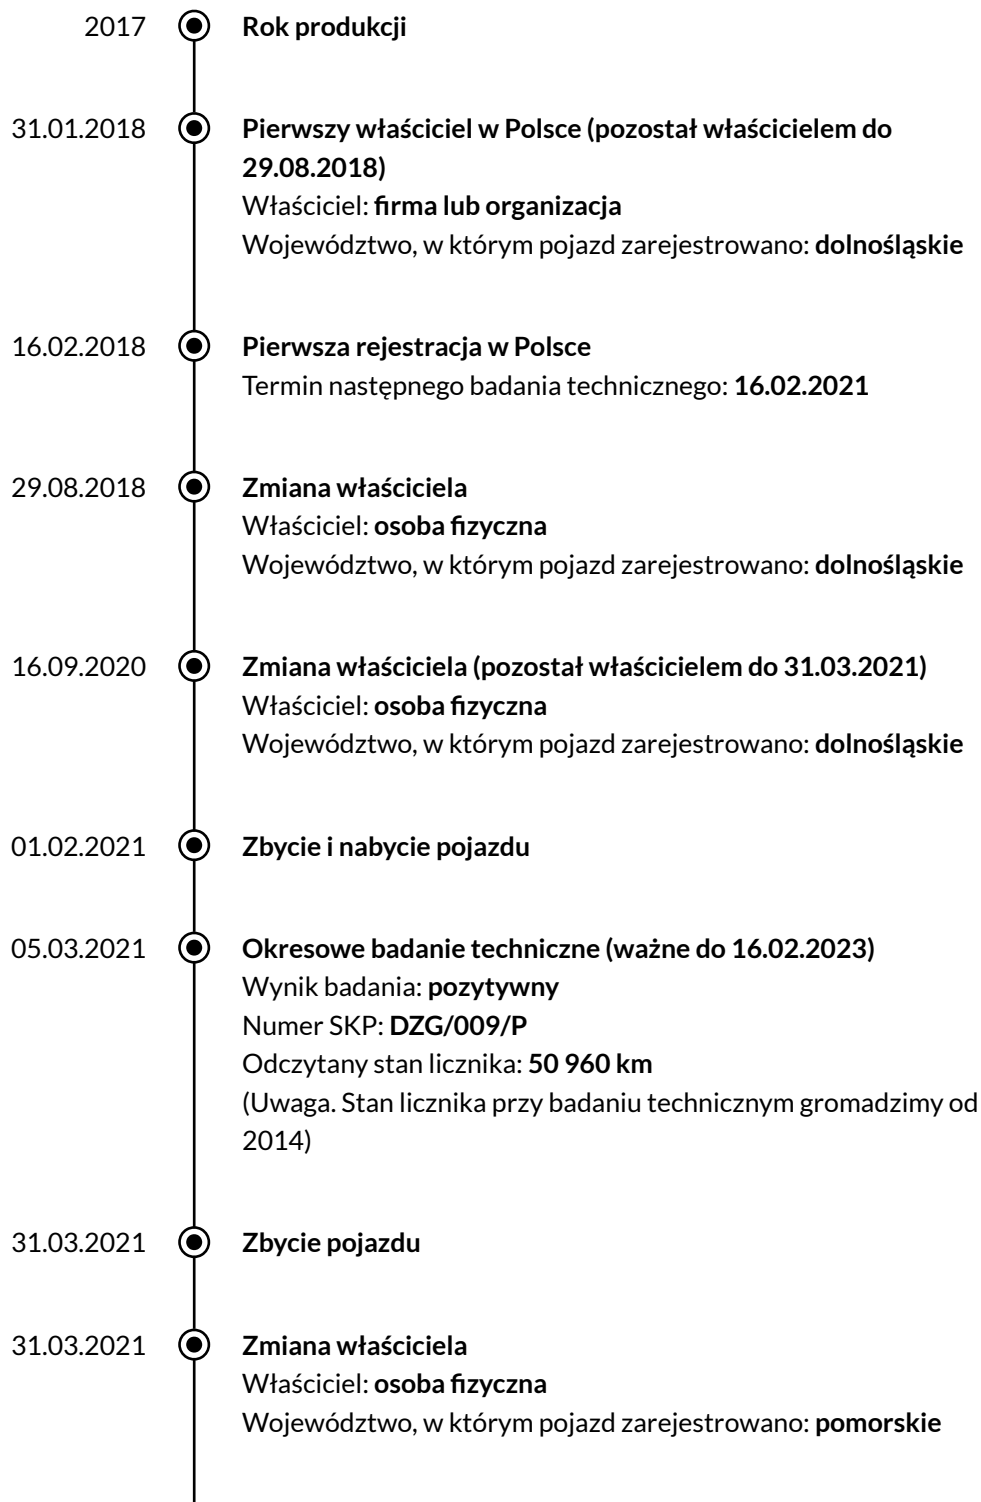 2017 Rok produkcji
31.01.2018 Pierwszy właściciel w Polsce (pozostał właścicielem do
29.08.2018)
Właściciel: firma lub organizacja
Województwo, w którym pojazd zarejestrowano: dolnośląskie
16.02.2018 Pierwsza rejestracja w Polsce
Termin następnego badania technicznego: 16.02.2021
29.08.2018 Zmiana właściciela
Właściciel: osoba fizyczna
Województwo, w którym pojazd zarejestrowano: dolnośląskie
16.09.2020 Zmiana właściciela (pozostał właścicielem do 31.03.2021)
Właściciel: osoba fizyczna
Województwo, w którym pojazd zarejestrowano: dolnośląskie
01.02.2021 Zbycie i nabycie pojazdu
05.03.2021 Okresowe badanie techniczne (ważne do 16.02.2023)
Wynik badania: pozytywny
Numer SKP: DZG/009/P
Odczytany stan licznika: 50 960 km
(Uwaga. Stan licznika przy badaniu technicznym gromadzimy od
2014)
31.03.2021 Zbycie pojazdu
31.03.2021 Zmiana właściciela
Właściciel: osoba fizyczna
Województwo, w którym pojazd zarejestrowano: pomorskie